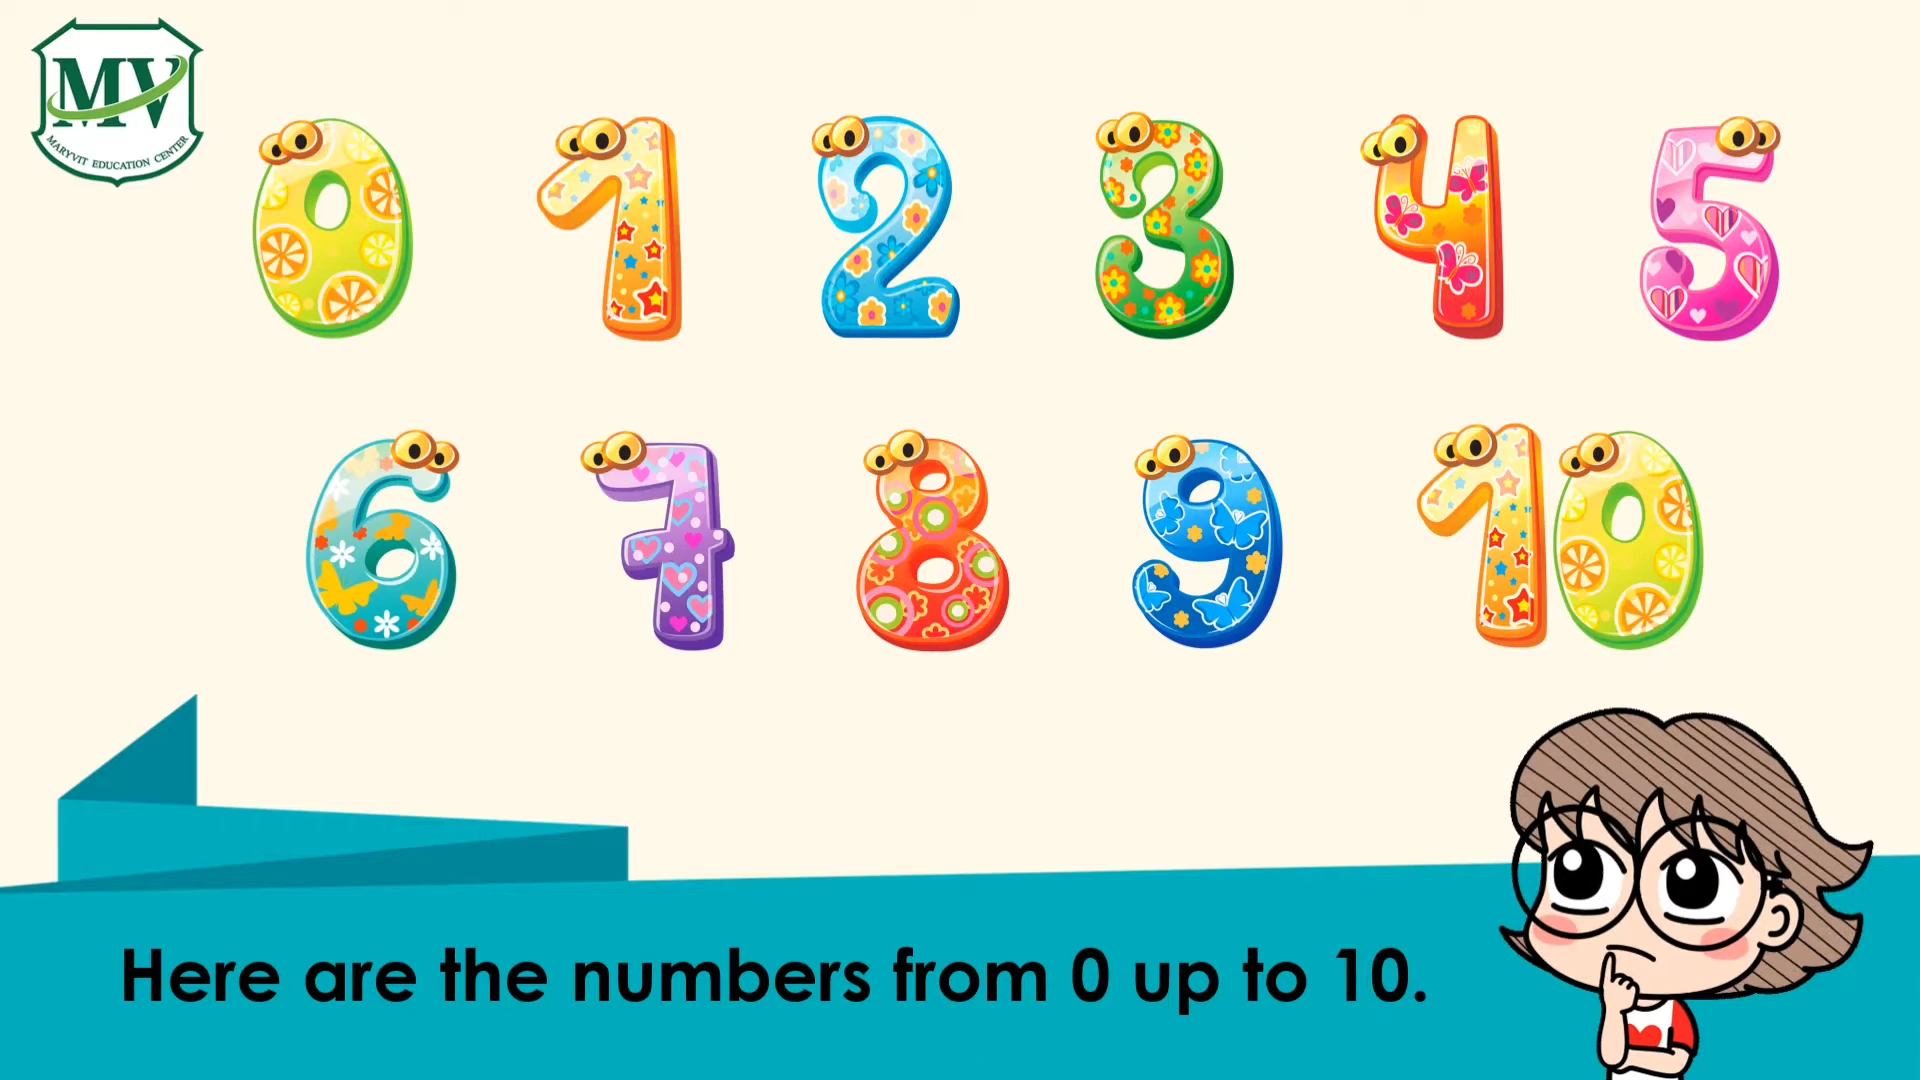 MV
MARYVIT EDUCATION CENTER
0 1 2 3 4 5
6 7 8 9 10
Here are the numbers from 0 up to 10.